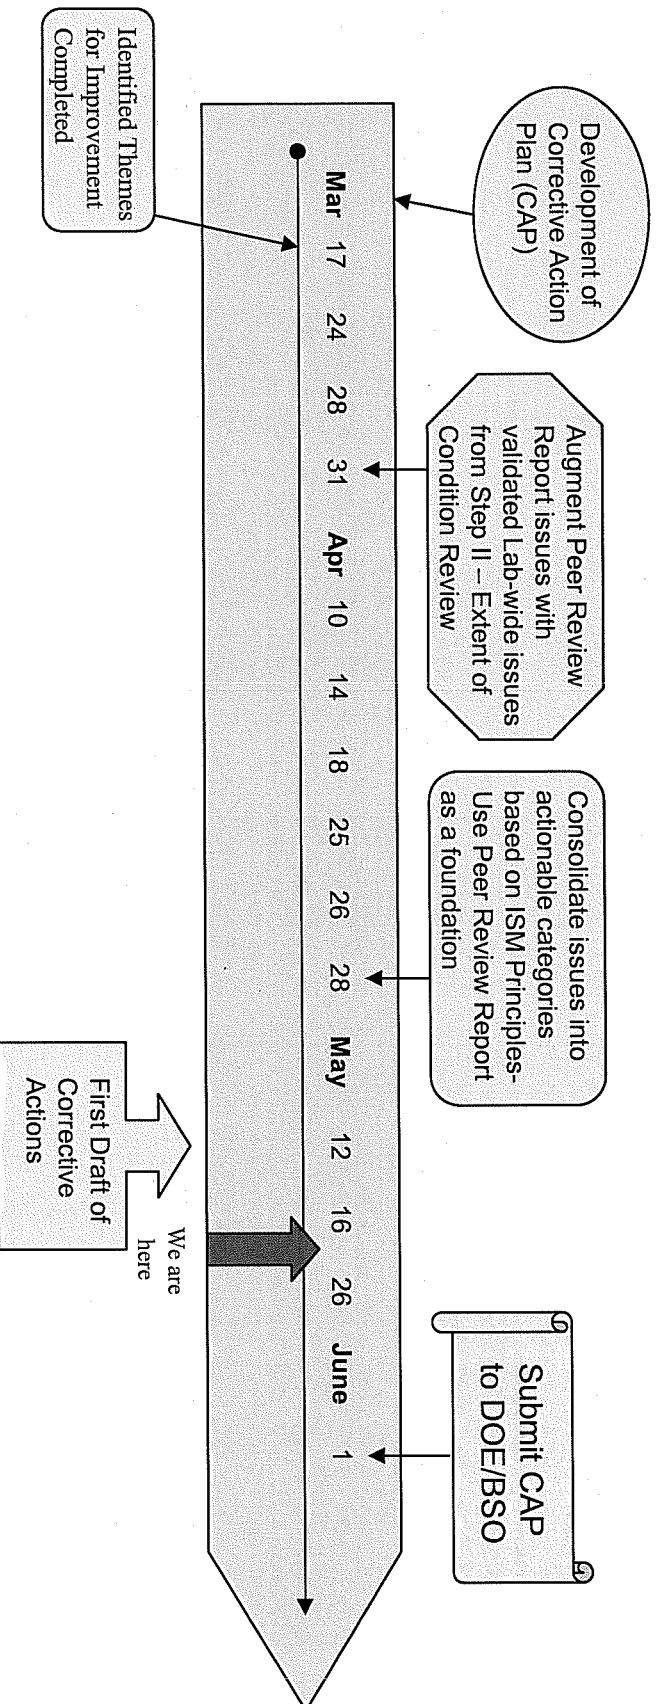 Development of
Corrective Action
Plan (CAP)
Augment Peer Review
Report issues with
validated Lab-wide issues
from Step II – Extent of
Condition Review
Consolidate issues into
actionable categories
based on ISM Principles-
Use Peer Review Report
as a foundation
Submit CAP
to DOE/BSO
Mar 17 24 28 31 Apr 10 14 18 25 26 28 May 12 16 26 June 1
Identified Themes
for Improvement
Completed
We are
here
First Draft of
Corrective
Actions